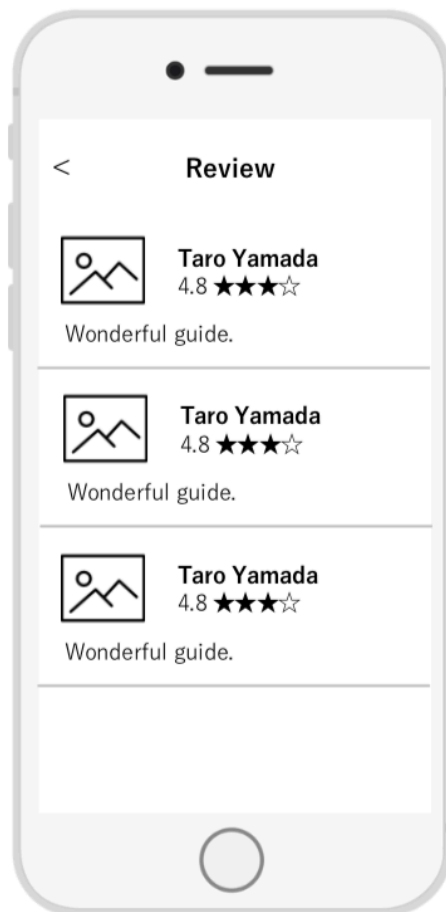 <
Review
Taro Yamada
4.8 ★★★☆
Wonderful guide.
Taro Yamada
4.8 ★★★☆
Wonderful guide.
Taro Yamada
4.8 ★★★☆
Wonderful guide.